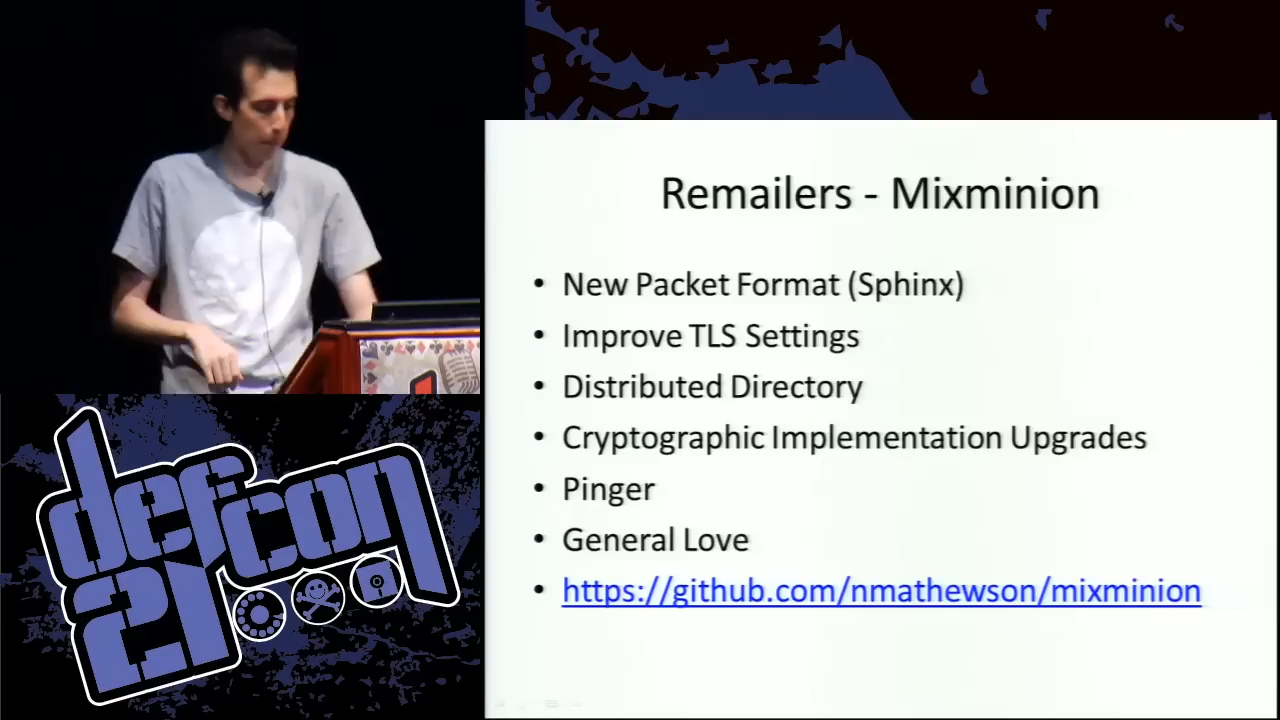 Remailers - Mixminion
• New Packet Format (Sphinx)
• Improve TLS Settings
• Distributed Directory
• Cryptographic Implementation Upgrades
• Pinger
• General Love
• https://github.com/nmathewson/mixminion
defcon
21